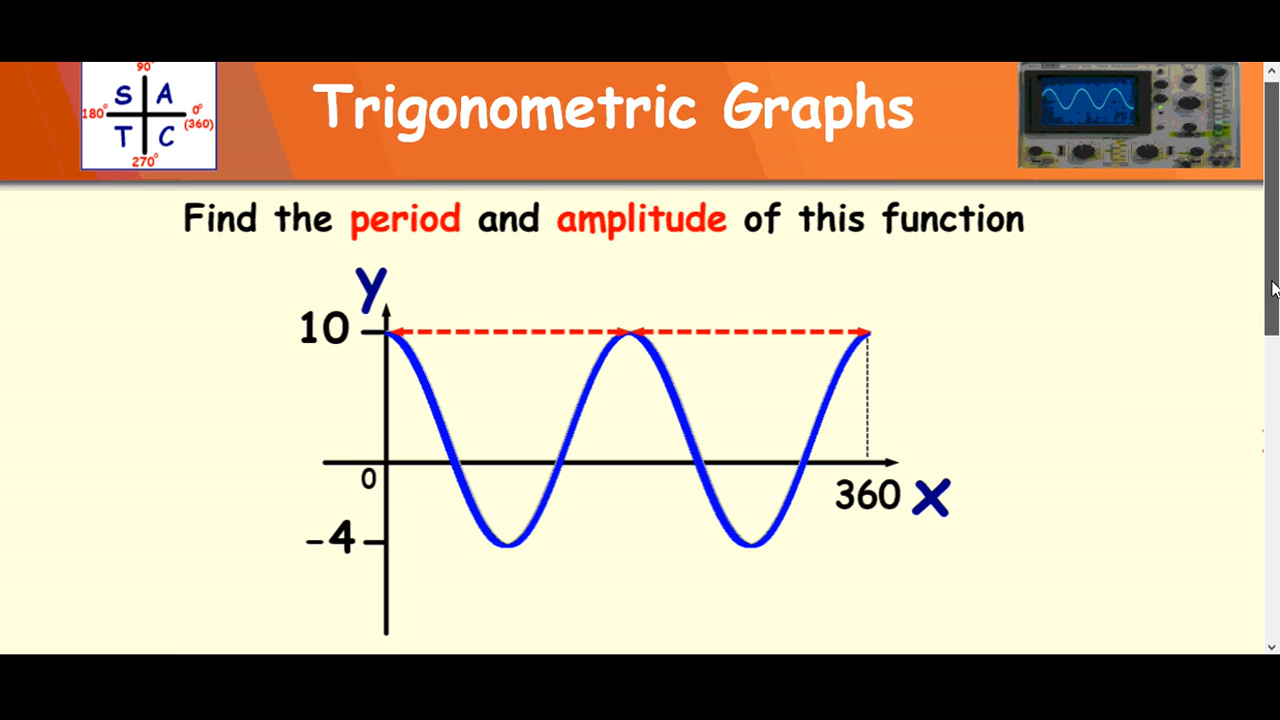 90°
S A
180° 0°
(360)
T C
270°
Trigonometric Graphs
Find the period and amplitude of this function
y
10
0
360 x
-4